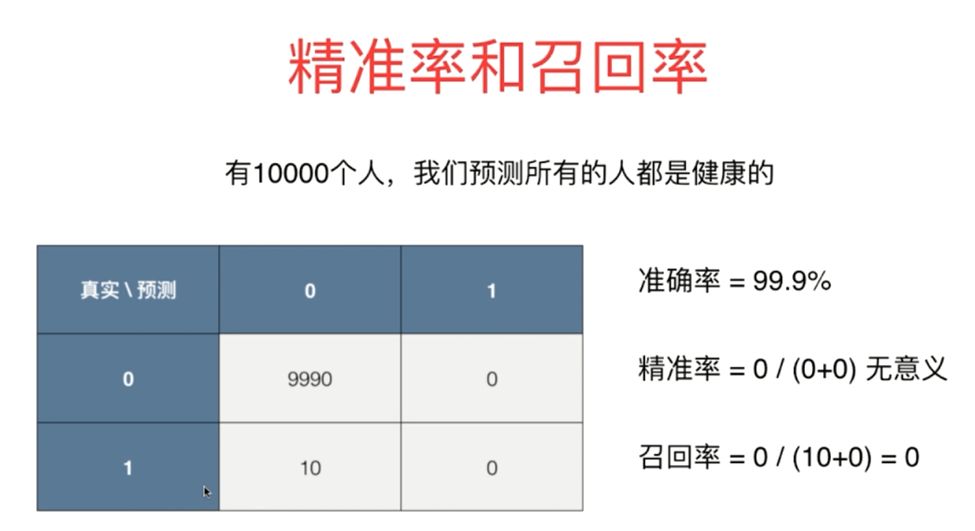 精准率和召回率
有10000个人，我们预测所有的人都是健康的
真实 \ 预测 0 1
0 9990 0
1 10 0
准确率 = 99.9%
精准率 = 0 / (0+0) 无意义
召回率 = 0 / (10+0) = 0